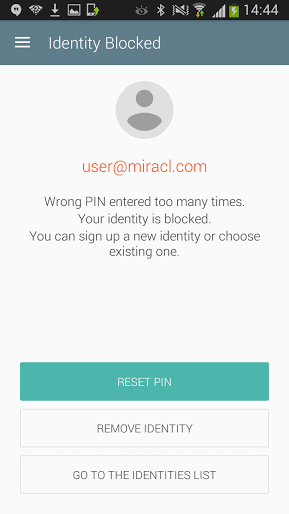 14:44
Identity Blocked
user@miracl.com
Wrong PIN entered too many times.
Your identity is blocked.
You can sign up a new identity or choose
existing one.
RESET PIN
REMOVE IDENTITY
GO TO THE IDENTITIES LIST